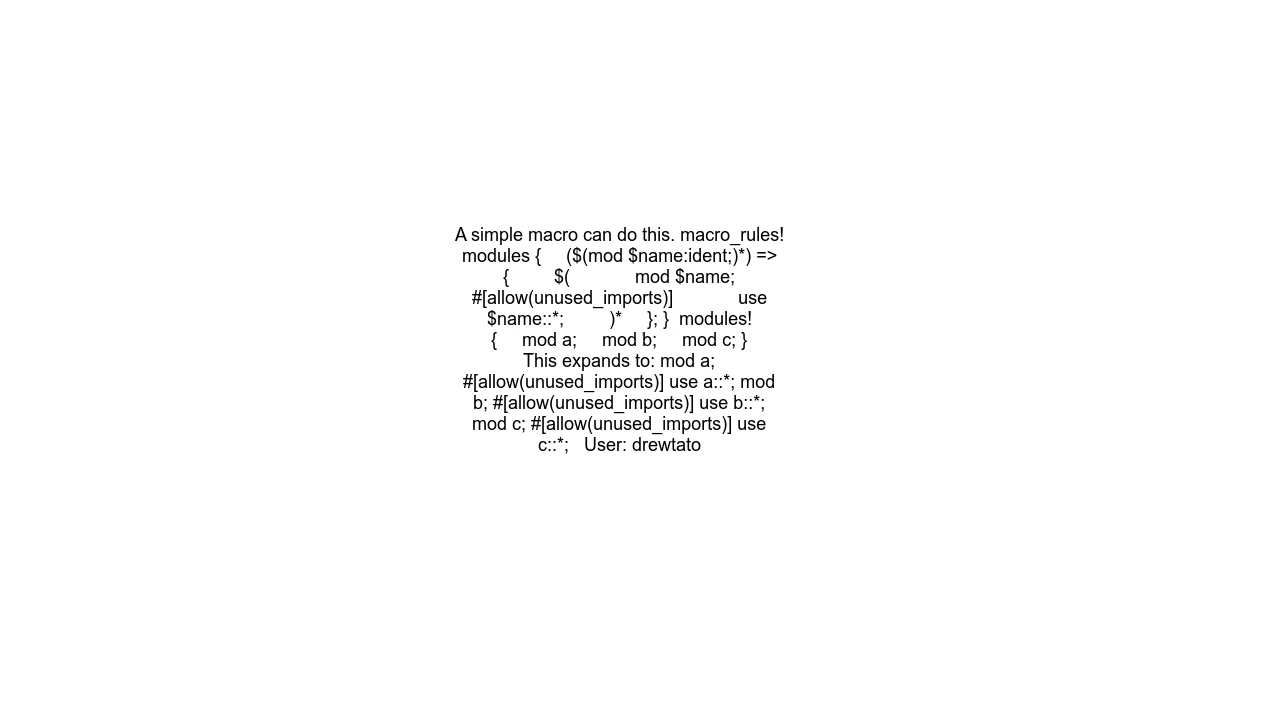 A simple macro can do this. macro_rules!
modules {     ($(mod $name:ident;)*) =>
{         $(             mod $name;
#[allow(unused_imports)]             use
$name::*;         )*     }; }  modules!
{     mod a;     mod b;     mod c; }
This expands to: mod a;
#[allow(unused_imports)] use a::*; mod
b; #[allow(unused_imports)] use b::*;
mod c; #[allow(unused_imports)] use
c::*;   User: drewtato